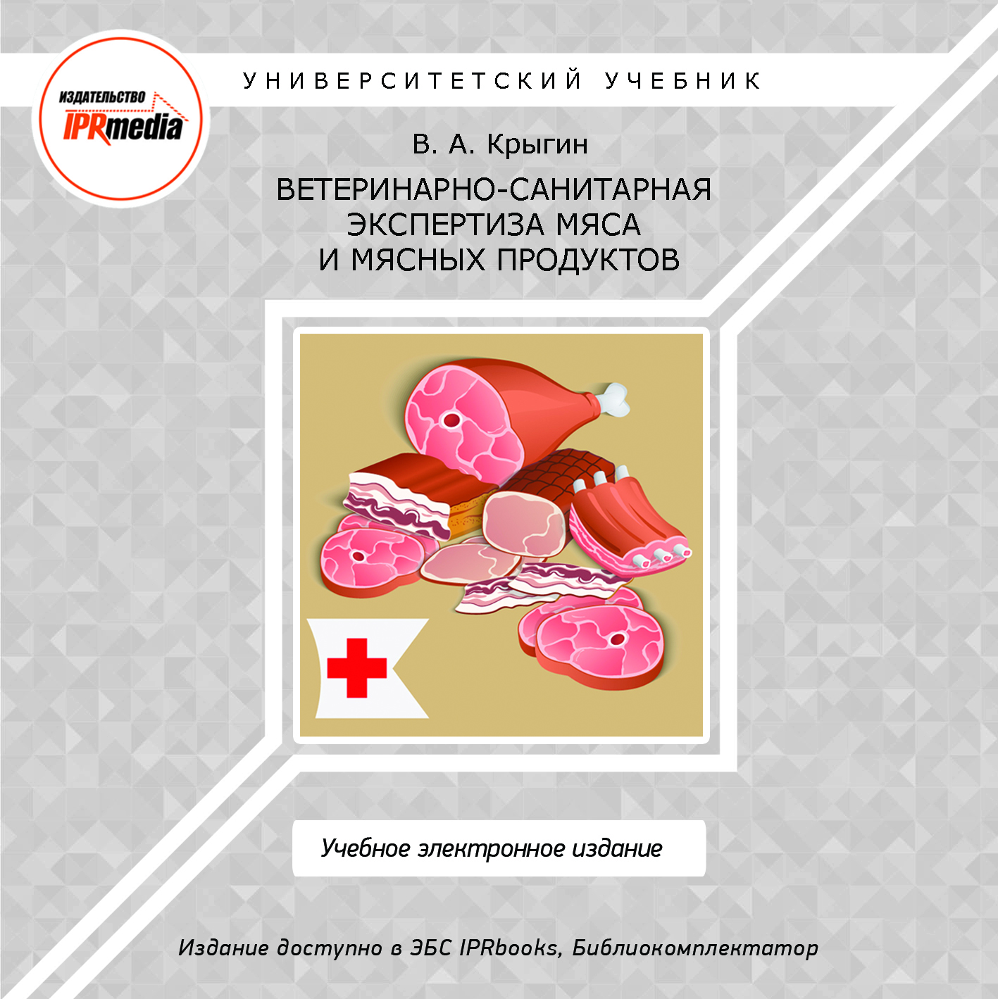 УНИВЕРСИТЕТСКИЙ УЧЕБНИК
ИЗДАТЕЛЬСТВО
IPRmedia
В. А. Крыгин
ВЕТЕРИНАРНО-САНИТАРНАЯ
ЭКСПЕРТИЗА МЯСА
И МЯСНЫХ ПРОДУКТОВ
Учебное электронное издание
Издание доступно в ЭБС IPRbooks, Библиокомплектатор